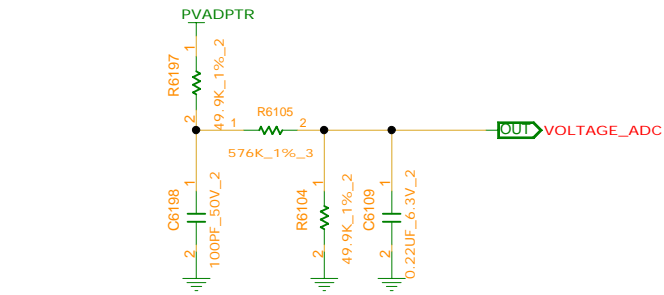 PVADPTR
1
R6197
49.9K_1%_2
2
R6105
1
2
576K_1%_3
OUT
VOLTAGE_ADC
1
C6198
100PF_50V_2
2
1
R6104
49.9K_1%_2
2
1
C6109
0.22UF_6.3V_2
2